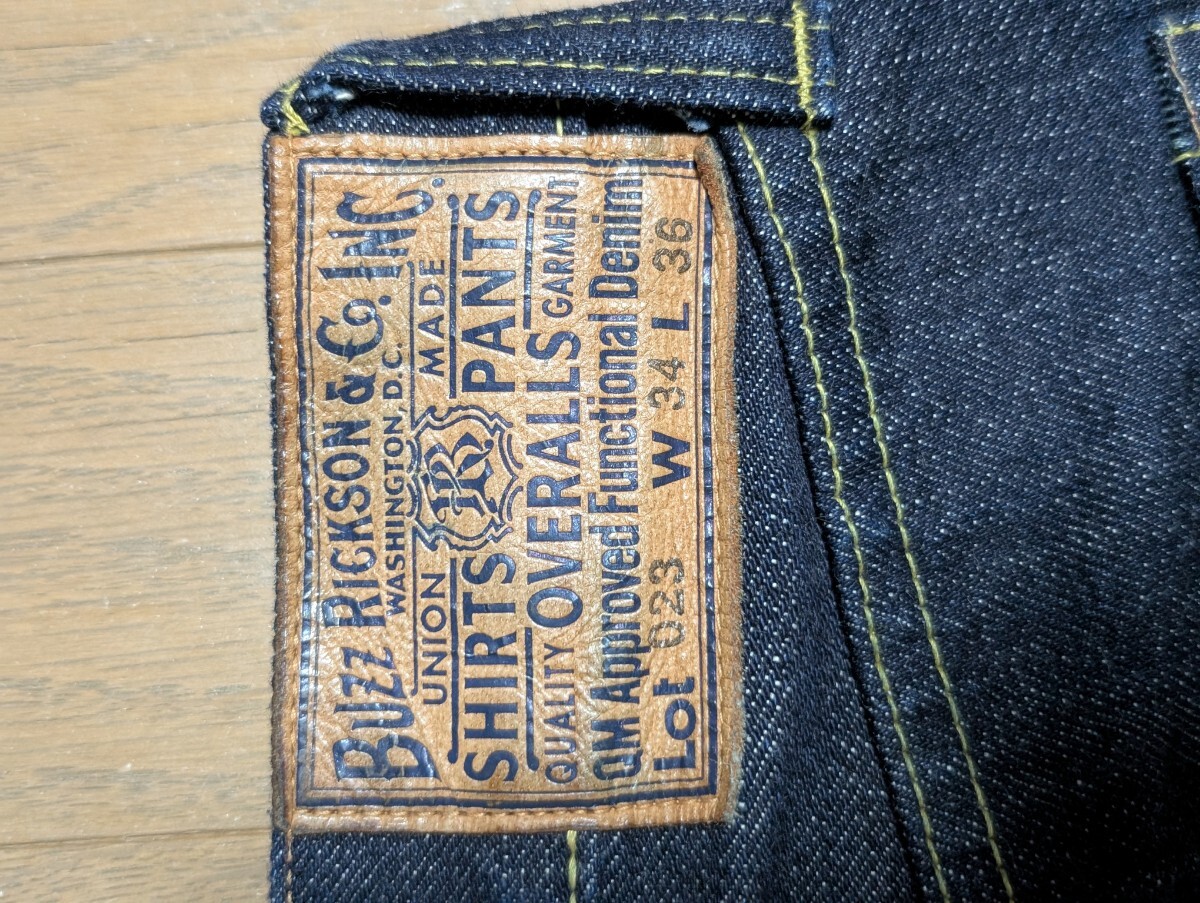 BUZZ RICKSON & Co. INC.
WASHINGTON, D.C.
UNION MADE
SHIRTS PANTS
OVERALLS
QUALITY GARMENT
QM Approved Functional Denim
Lot 023 W 34 L 36